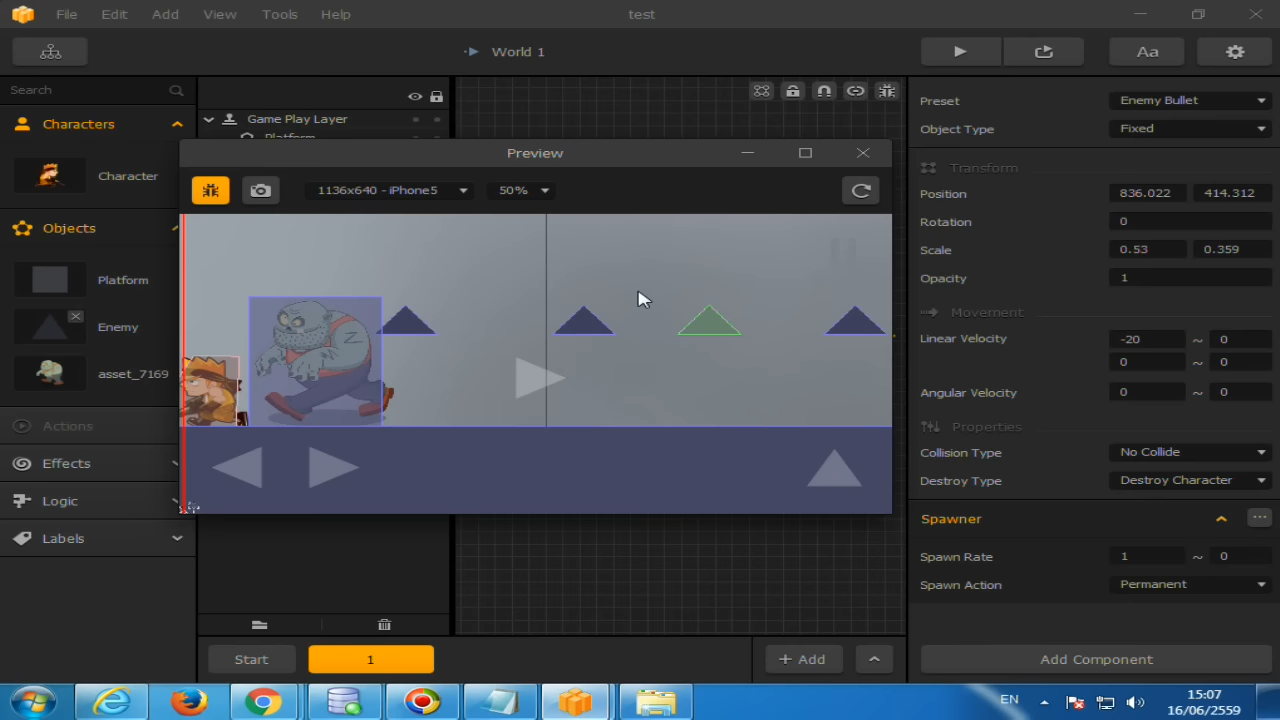 File Edit Add View Tools Help
test
World 1
Aa
Search
Characters
Character
Objects
Platform
Enemy
asset_7169
Actions
Effects
Logic
Labels
Game Play Layer
Platform
Preview
1136x640 - iPhone5
50%
Z
Start
1
+ Add
Preset
Enemy Bullet
Object Type
Fixed
Transform
Position
836.022
414.312
Rotation
0
Scale
0.53
0.359
Opacity
1
Movement
Linear Velocity
-20 ~ 0
0 ~ 0
Angular Velocity
0 ~ 0
Properties
Collision Type
No Collide
Destroy Type
Destroy Character
Spawner
Spawn Rate
1 ~ 0
Spawn Action
Permanent
Add Component
EN
15:07
16/06/2559